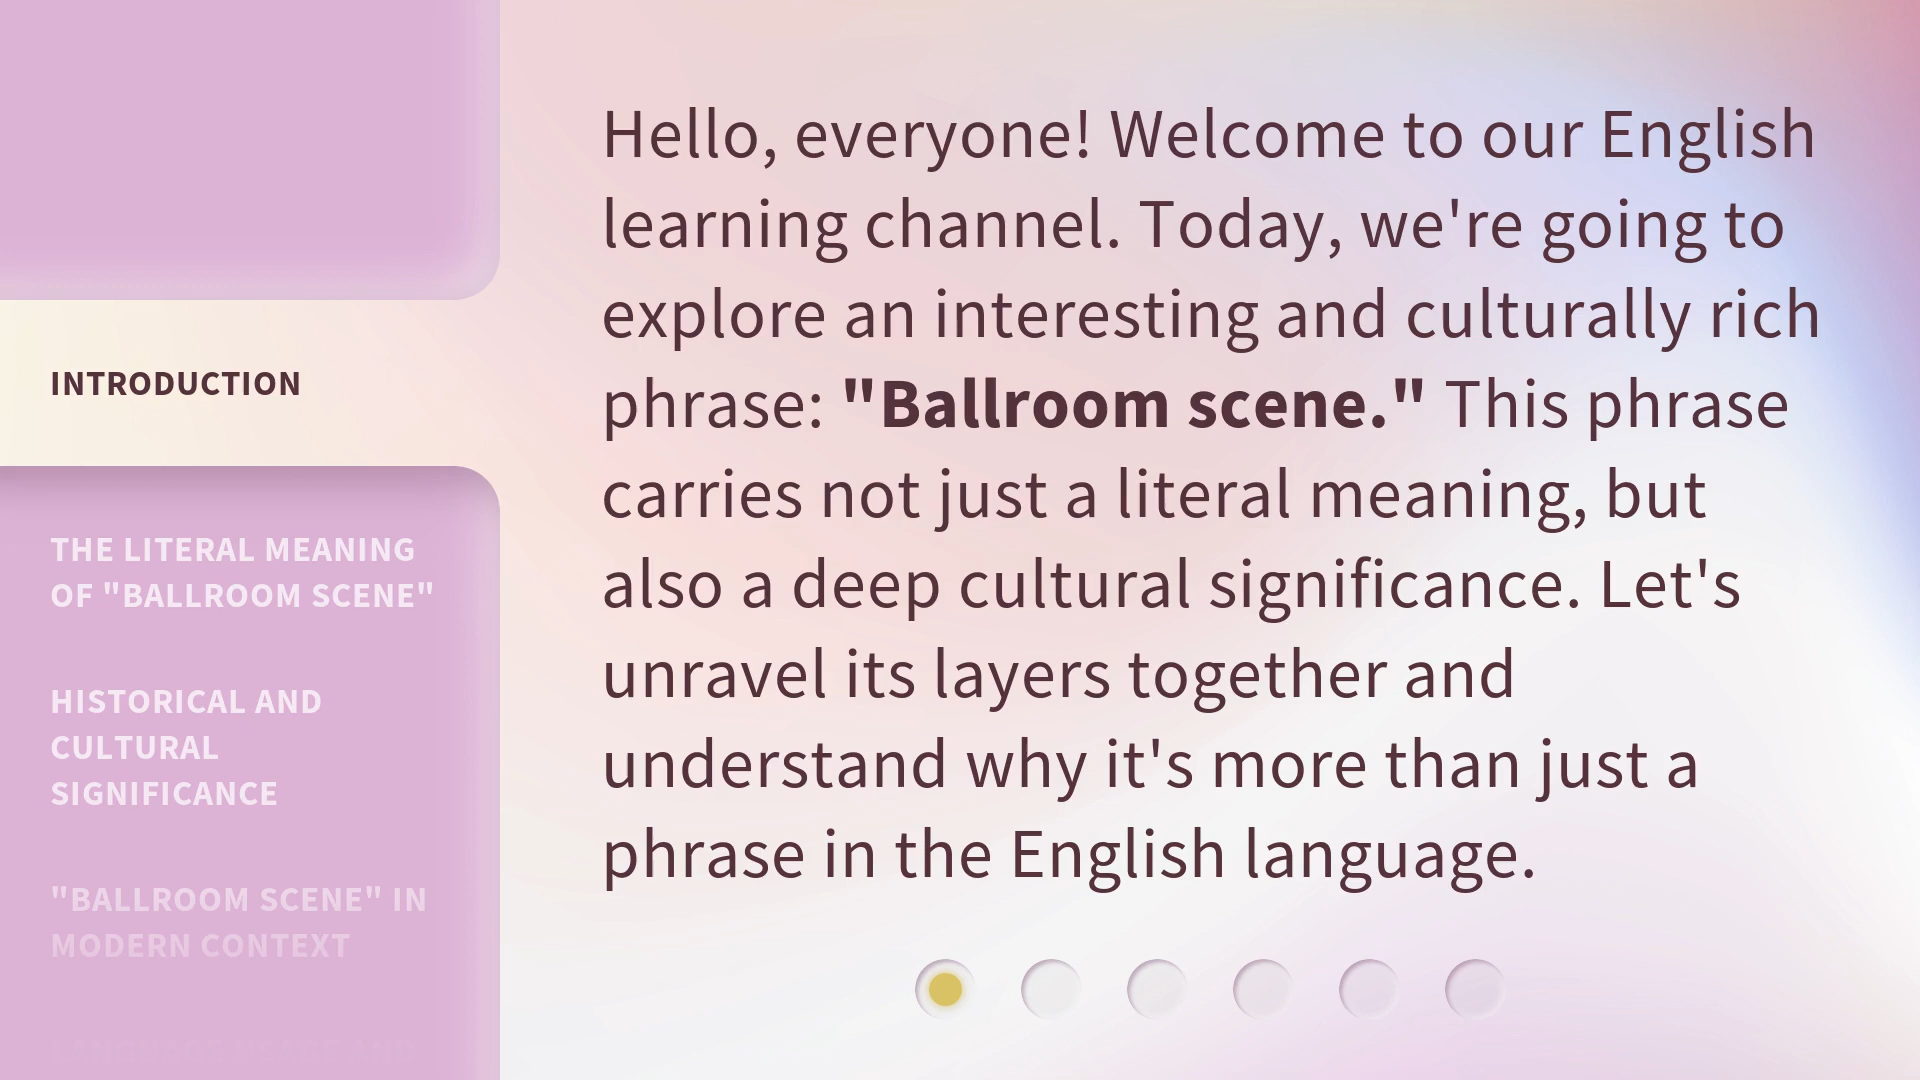 INTRODUCTION
THE LITERAL MEANING
OF "BALLROOM SCENE"
HISTORICAL AND
CULTURAL
SIGNIFICANCE
"BALLROOM SCENE" IN
MODERN CONTEXT
LANGUAGE USAGE AND
Hello, everyone! Welcome to our English
learning channel. Today, we're going to
explore an interesting and culturally rich
phrase: "Ballroom scene." This phrase
carries not just a literal meaning, but
also a deep cultural significance. Let's
unravel its layers together and
understand why it's more than just a
phrase in the English language.